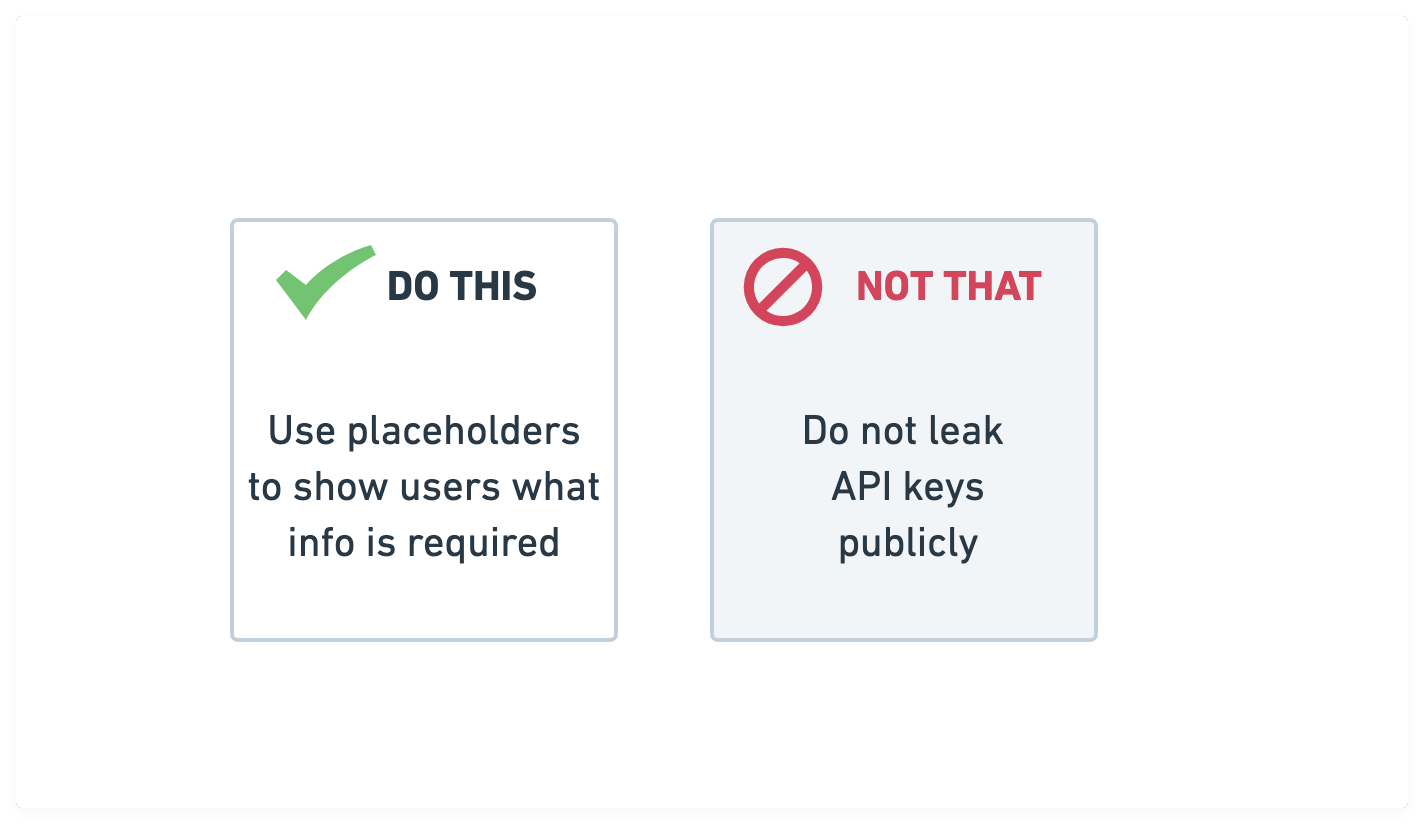 DO THIS
Use placeholders
to show users what
info is required
NOT THAT
Do not leak
API keys
publicly